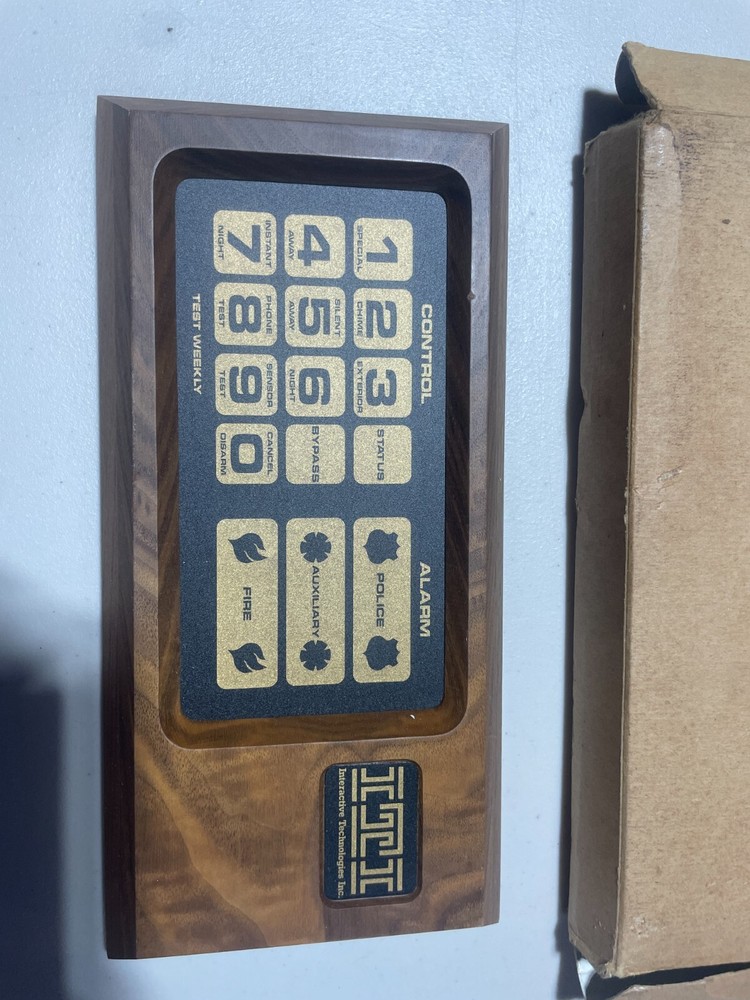 CONTROL
ALARM
1
SPECIAL
2
CHIME
3
EXTERIOR
STATUS
POLICE
4
AWAY
SILENT
5
AWAY
6
NIGHT
BYPASS
AUXILIARY
INSTANT
7
NIGHT
PHONE
8
TEST
SENSOR
9
TEST
CANCEL
0
DISARM
FIRE
TEST WEEKLY
ITI
Interactive Technologies Inc.